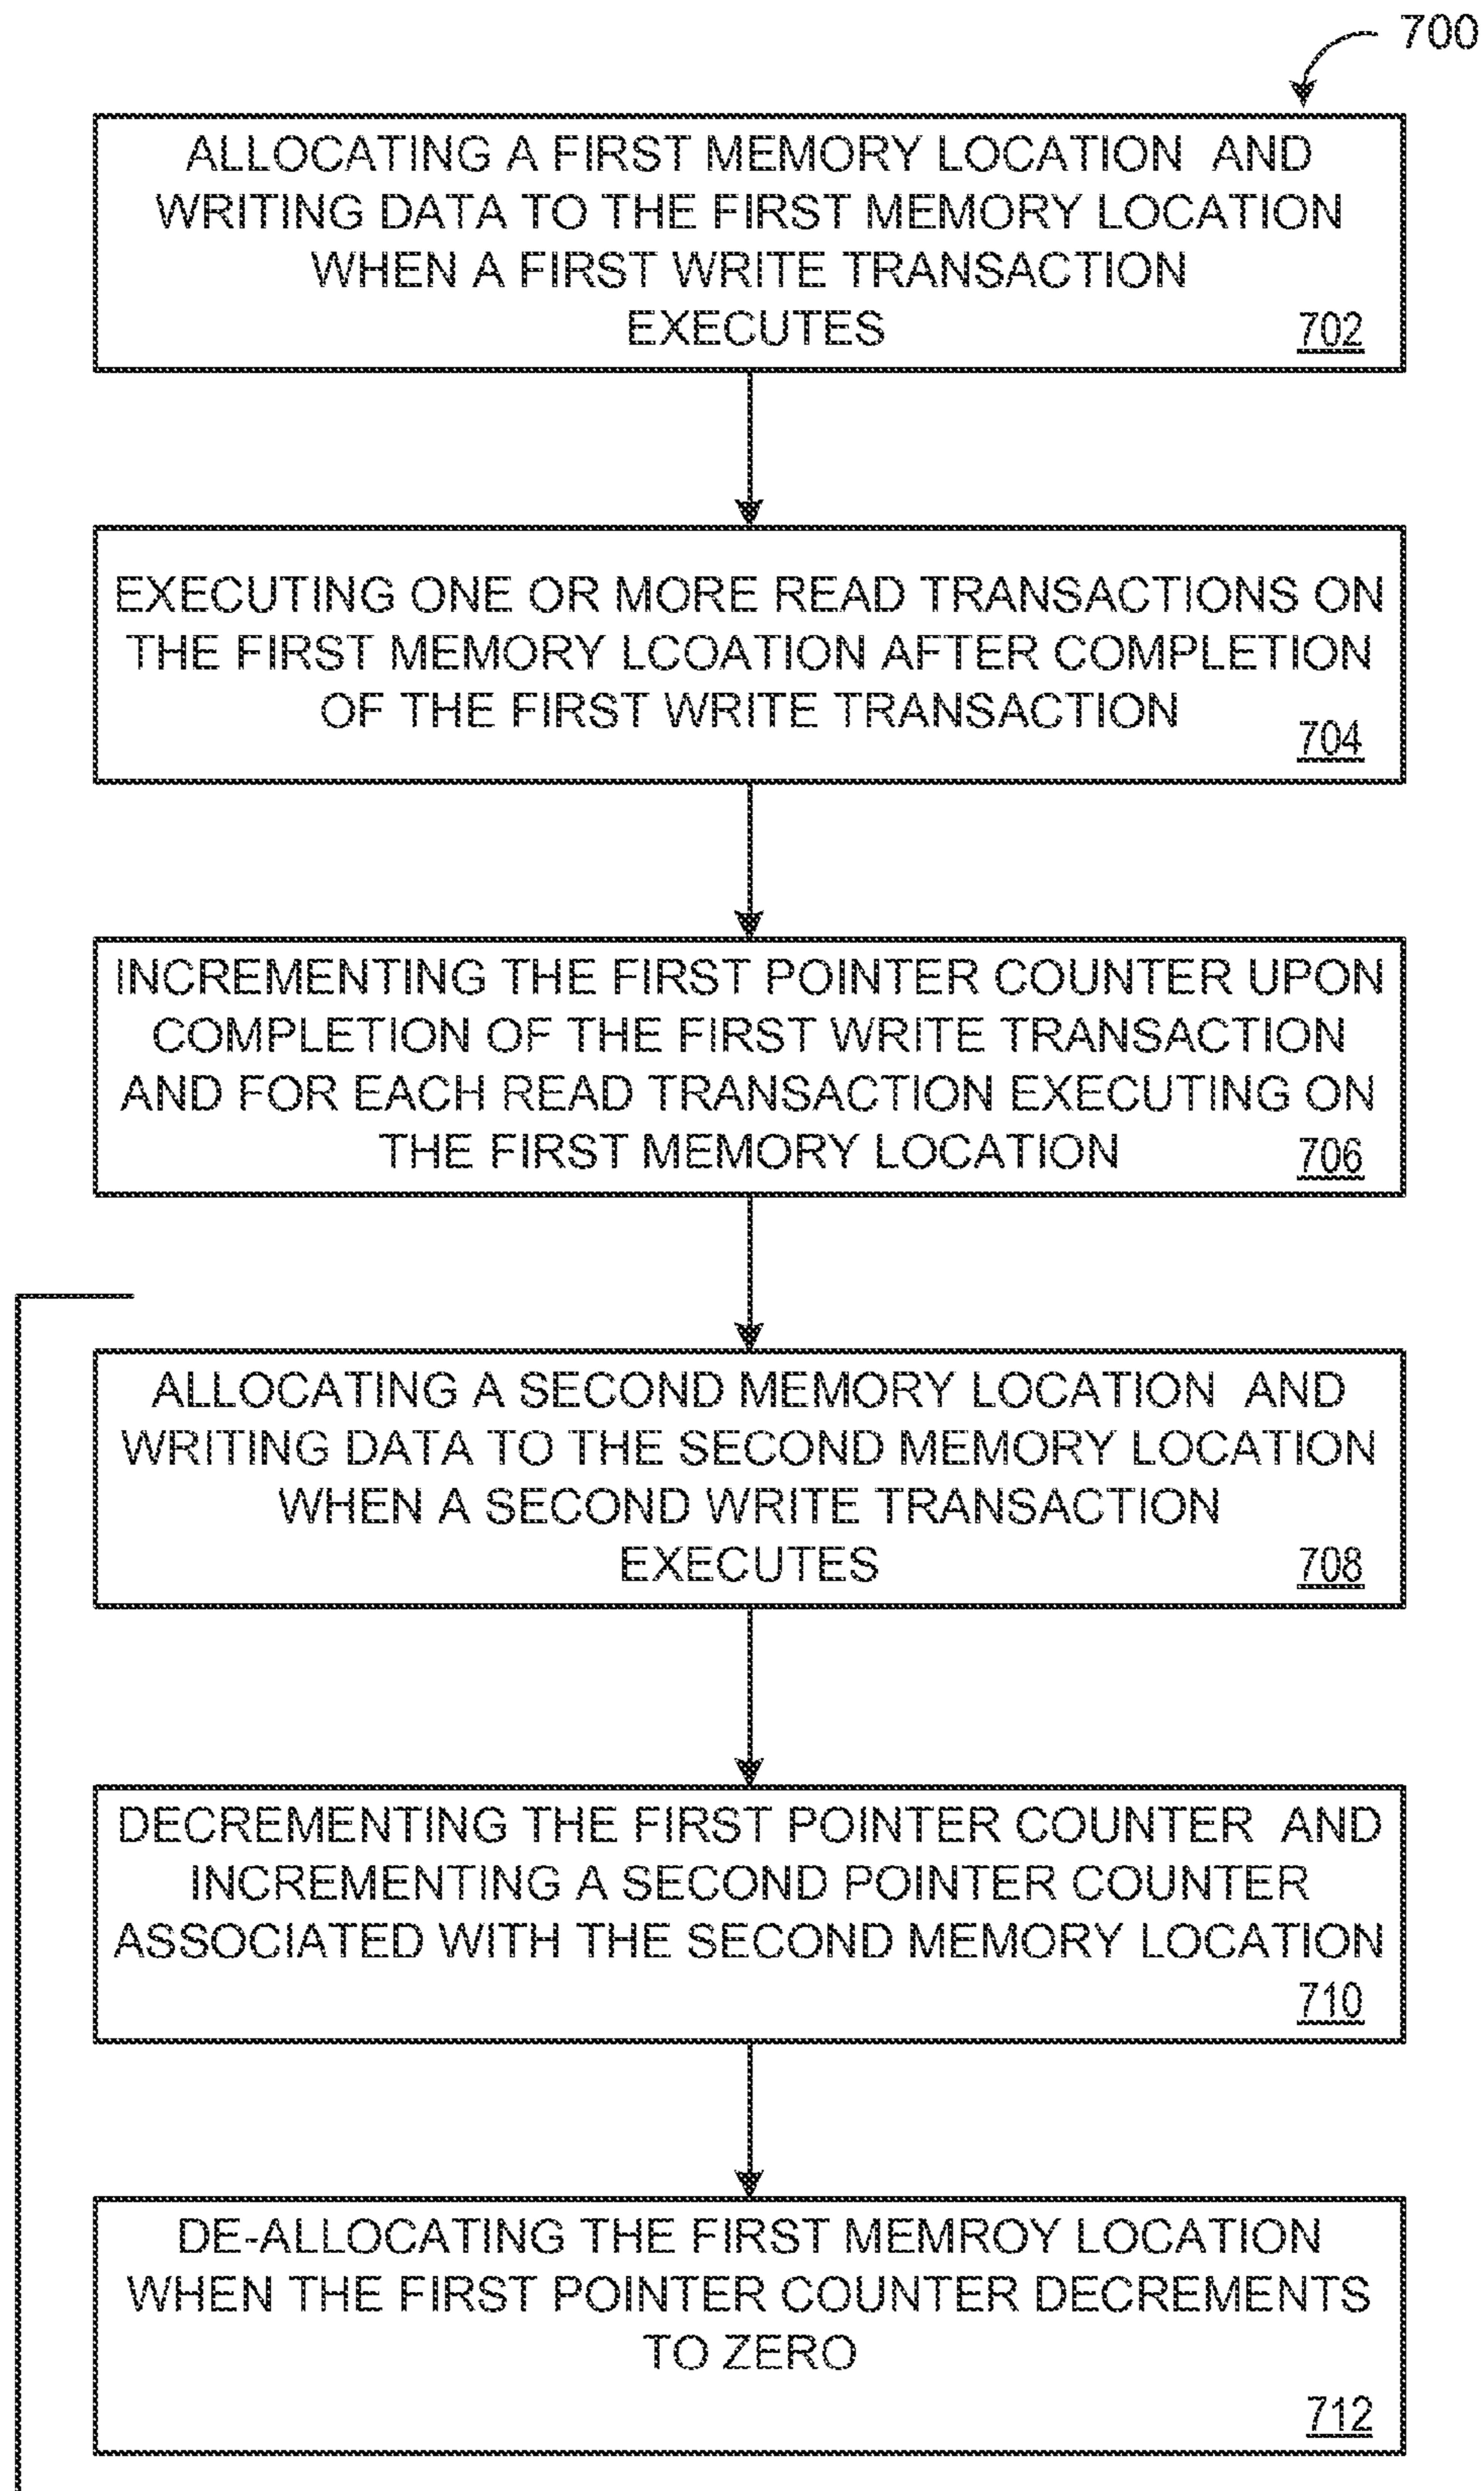 700
ALLOCATING A FIRST MEMORY LOCATION AND
WRITING DATA TO THE FIRST MEMORY LOCATION
WHEN A FIRST WRITE TRANSACTION
EXECUTES
702
EXECUTING ONE OR MORE READ TRANSACTIONS ON
THE FIRST MEMORY LCOATION AFTER COMPLETION
OF THE FIRST WRITE TRANSACTION
704
INCREMENTING THE FIRST POINTER COUNTER UPON
COMPLETION OF THE FIRST WRITE TRANSACTION
AND FOR EACH READ TRANSACTION EXECUTING ON
THE FIRST MEMORY LOCATION
706
ALLOCATING A SECOND MEMORY LOCATION AND
WRITING DATA TO THE SECOND MEMORY LOCATION
WHEN A SECOND WRITE TRANSACTION
EXECUTES
708
DECREMENTING THE FIRST POINTER COUNTER AND
INCREMENTING A SECOND POINTER COUNTER
ASSOCIATED WITH THE SECOND MEMORY LOCATION
710
DE-ALLOCATING THE FIRST MEMROY LOCATION
WHEN THE FIRST POINTER COUNTER DECREMENTS
TO ZERO
712